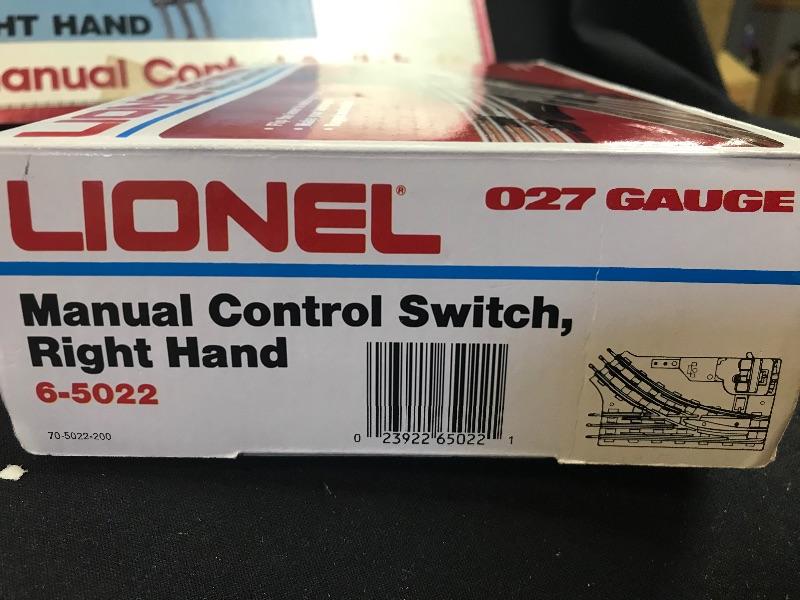 HT HAND
anual Cont
LIONEL® 027 GAUGE
Manual Control Switch,
Right Hand
6-5022
70-5022-200
0 23922 65022 1